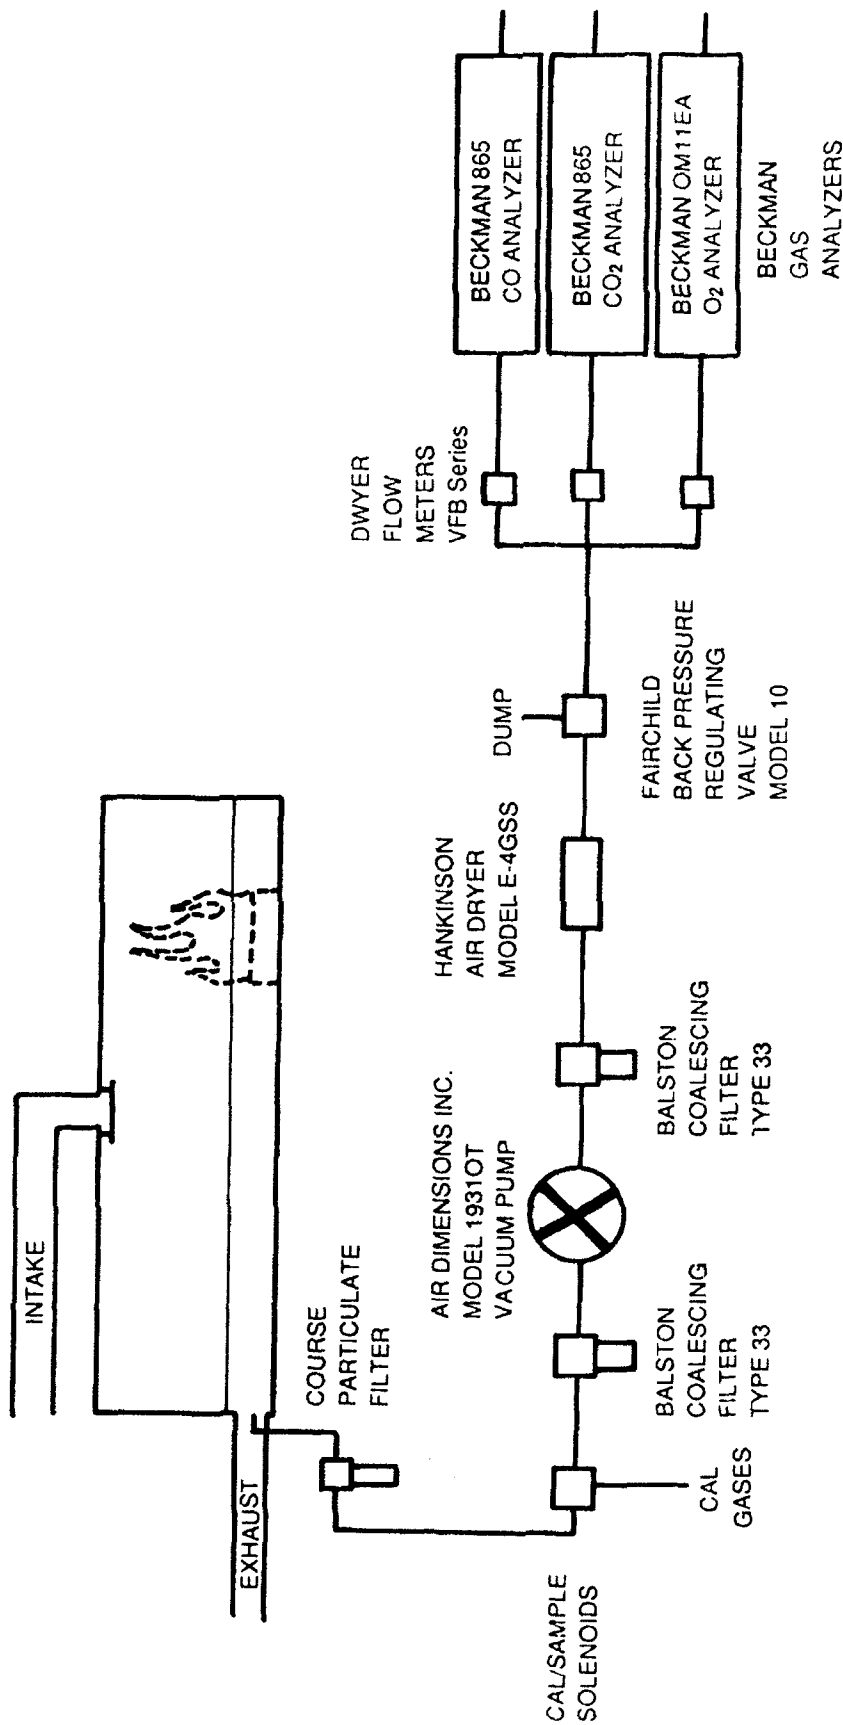 INTAKE
EXHAUST
COURSE
PARTICULATE
FILTER
CAL/SAMPLE
SOLENOIDS
CAL
GASES
BALSTON
COALESCING
FILTER
TYPE 33
AIR DIMENSIONS INC.
MODEL 1931OT
VACUUM PUMP
BALSTON
COALESCING
FILTER
TYPE 33
HANKINSON
AIR DRYER
MODEL E-4GSS
DUMP
FAIRCHILD
BACK PRESSURE
REGULATING
VALVE
MODEL 10
DWYER
FLOW
METERS
VFB Series
BECKMAN 865
CO ANALYZER
BECKMAN 865
CO2 ANALYZER
BECKMAN OM11EA
O2 ANALYZER
BECKMAN
GAS
ANALYZERS